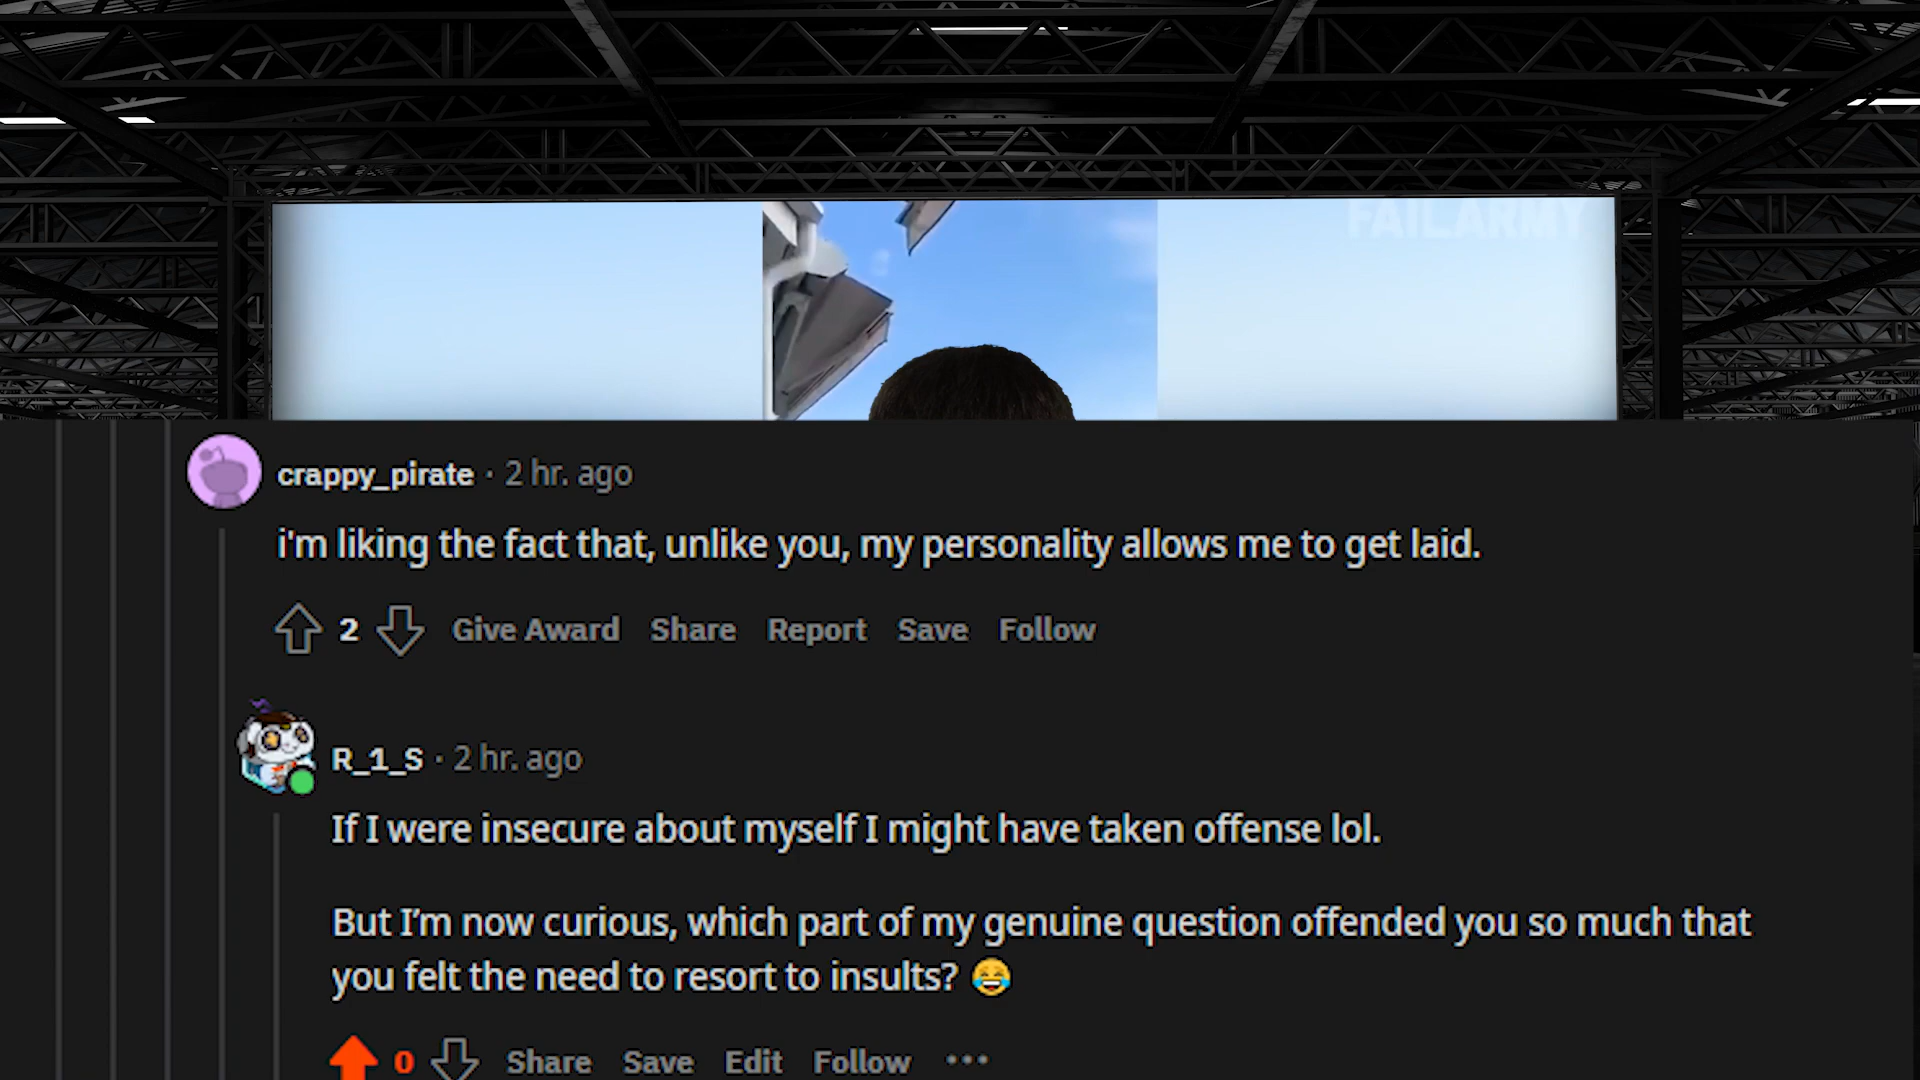 FAILARMY
crappy_pirate · 2 hr. ago
i'm liking the fact that, unlike you, my personality allows me to get laid.
2 Give Award Share Report Save Follow
R_1_S · 2 hr. ago
If I were insecure about myself I might have taken offense lol.
But I'm now curious, which part of my genuine question offended you so much that
you felt the need to resort to insults? 😂
0 Share Save Edit Follow ···